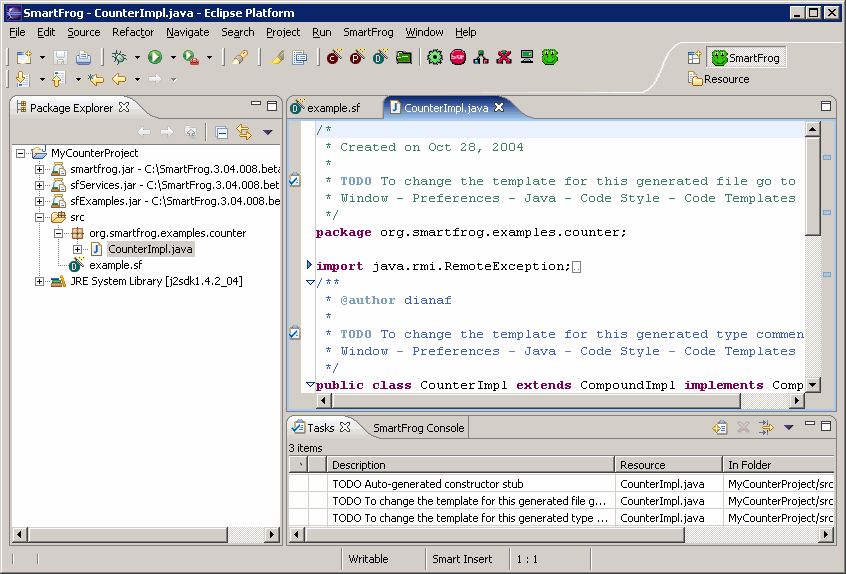 SmartFrog - CounterImpl.java - Eclipse Platform
File Edit Source Refactor Navigate Search Project Run SmartFrog Window Help
SmartFrog
Resource
Package Explorer
MyCounterProject
smartfrog.jar - C:\SmartFrog.3.04.008.beta
sfServices.jar - C:\SmartFrog.3.04.008.bet
sfExamples.jar - C:\SmartFrog.3.04.008.be
src
org.smartfrog.examples.counter
CounterImpl.java
example.sf
JRE System Library [j2sdk1.4.2_04]
example.sf CounterImpl.java
/*
* Created on Oct 28, 2004
*
* TODO To change the template for this generated file go to
* Window - Preferences - Java - Code Style - Code Templates
*/
package org.smartfrog.examples.counter;
import java.rmi.RemoteException;
/**
* @author dianaf
*
* TODO To change the template for this generated type commen
* Window - Preferences - Java - Code Style - Code Templates
*/
public class CounterImpl extends CompoundImpl implements Comp
Tasks SmartFrog Console
3 items
Description Resource In Folder
TODO Auto-generated constructor stub CounterImpl.java MyCounterProject/src
TODO To change the template for this generated file g... CounterImpl.java MyCounterProject/src
TODO To change the template for this generated type ... CounterImpl.java MyCounterProject/src
Writable Smart Insert 1 : 1